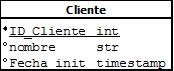 Cliente
ID_Cliente int
nombre str
Fecha init timestamp